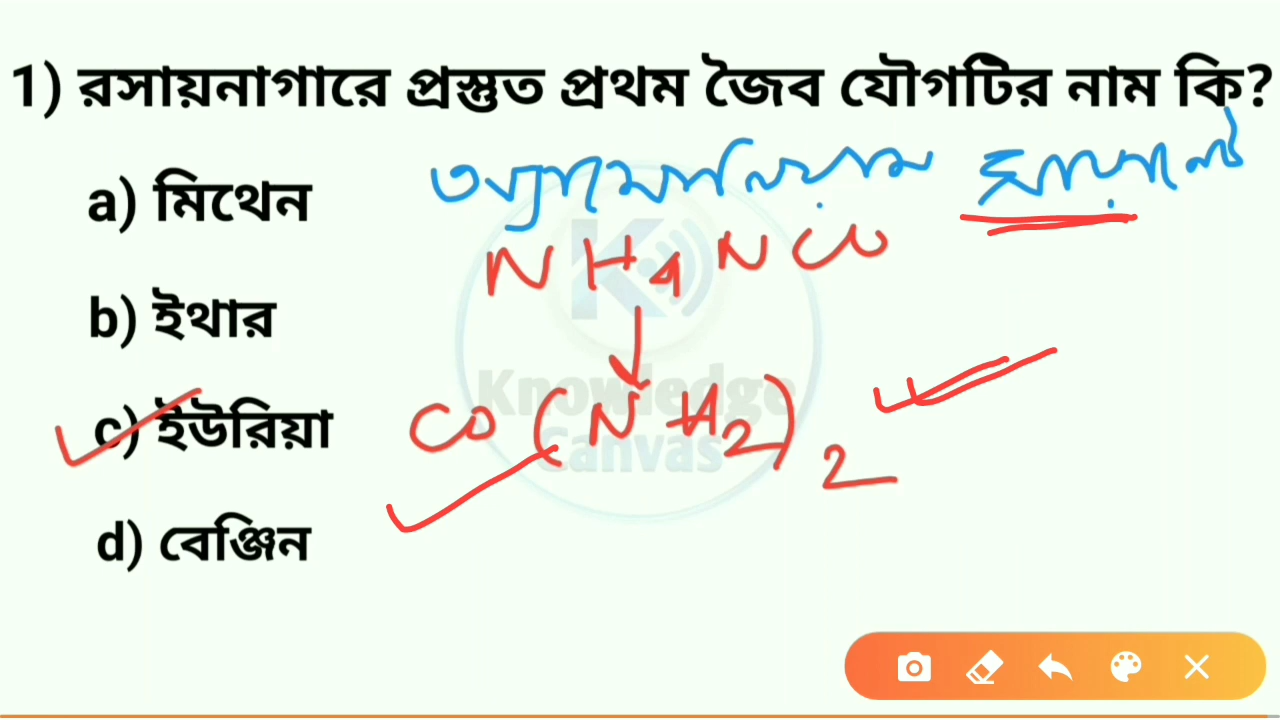 1) রসায়নাগারে প্রস্তুত প্রথম জৈব যৌগটির নাম কি?
a) মিথেন
অ্যামোনিয়াম
NH4NCO
b) ইথার
c) ইউরিয়া
CO(NH2)2
d) বেঞ্জিন
Knowledge
Canvas